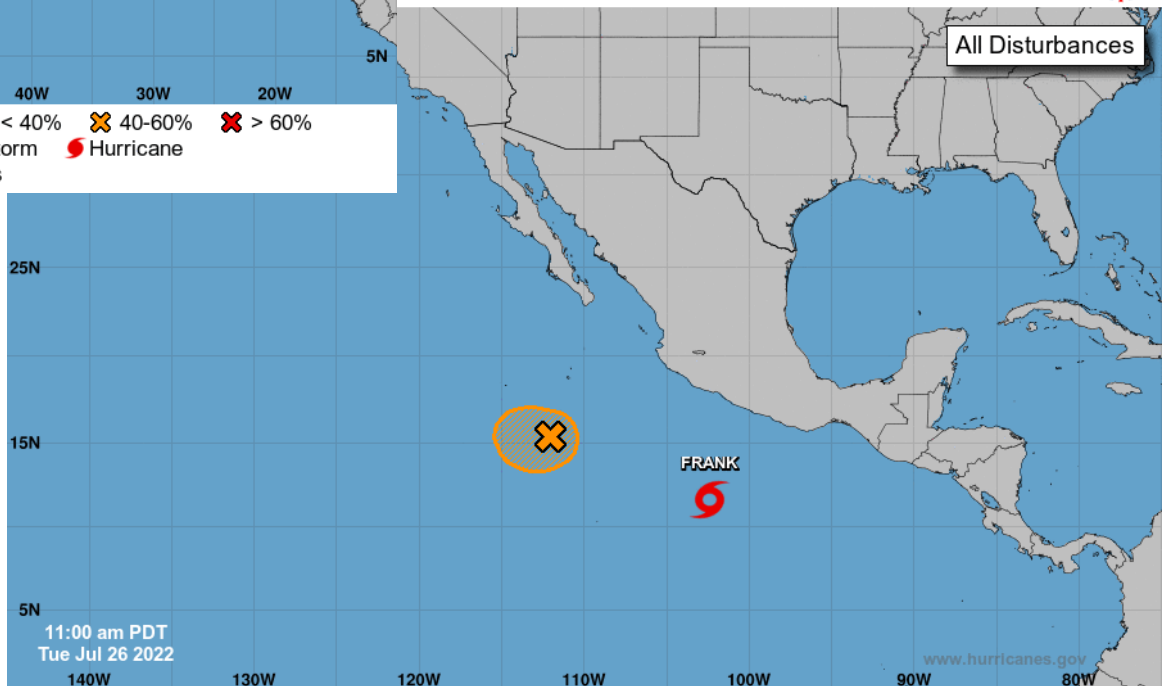 5N
40W 30W 20W
< 40% 40-60% > 60%
orm Hurricane
All Disturbances
25N
15N
FRANK
5N
11:00 am PDT
Tue Jul 26 2022
www.hurricanes.gov
140W 130W 120W 110W 100W 90W 80W